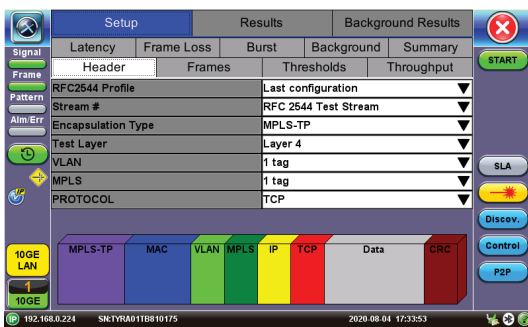 Setup Results Background Results
Signal Latency Frame Loss Burst Background Summary
Header Frames Thresholds Throughput START
Frame
RFC2544 Profile Last configuration
Pattern
Stream # RFC 2544 Test Stream
Alm/Err
Encapsulation Type MPLS-TP
Test Layer Layer 4
VLAN 1 tag SLA
MPLS 1 tag
IP
PROTOCOL TCP
Discov.
MPLS-TP MAC VLAN MPLS IP TCP Data CRC Control
10GE LAN
P2P
1
10GE
IP 192.168.0.224 SN:TYRA01TB810175 2020-08-04 17:33:53